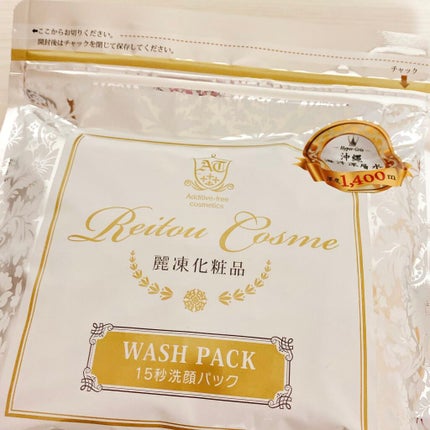 ←ここからお切りください。
開封後はチャックを閉じて保存してください。
チャック
Hyper-Gris
沖縄
1,400m
AT
Additive-free
cosmetics
Reitou Cosme
麗凍化粧品
WASH PACK
15秒洗顔パック